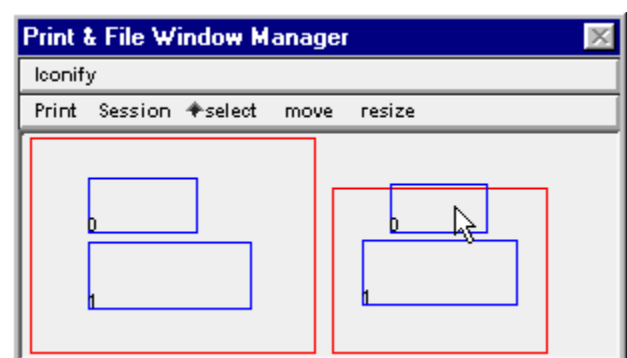 Print & File Window Manager
Iconify
Print Session select move resize
0 0
1 1